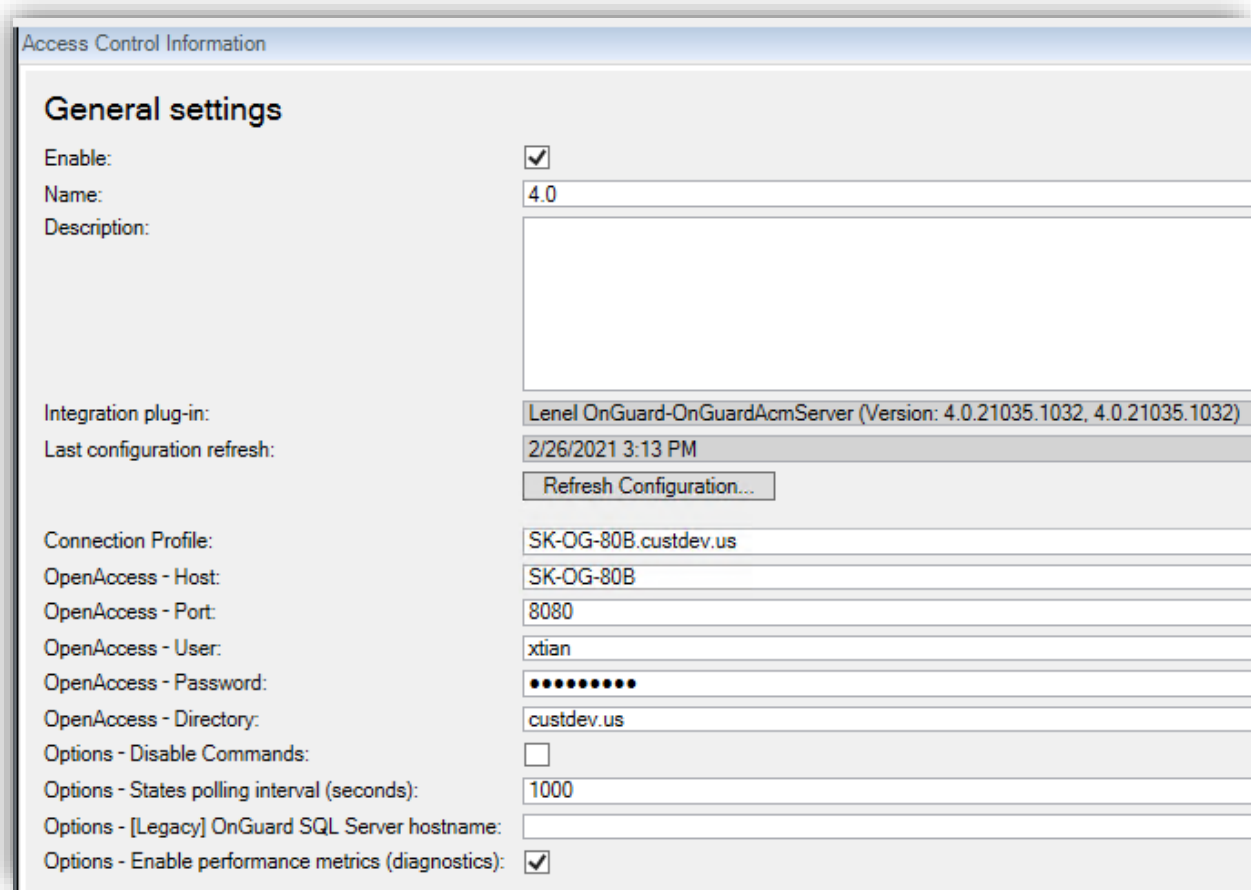 Access Control Information
General settings
Enable:
Name: 4.0
Description:
Integration plug-in: Lenel OnGuard-OnGuardAcmServer (Version: 4.0.21035.1032, 4.0.21035.1032)
Last configuration refresh: 2/26/2021 3:13 PM
Refresh Configuration...
Connection Profile: SK-OG-80B.custdev.us
OpenAccess - Host: SK-OG-80B
OpenAccess - Port: 8080
OpenAccess - User: xtian
OpenAccess - Password: •••••••••
OpenAccess - Directory: custdev.us
Options - Disable Commands:
Options - States polling interval (seconds): 1000
Options - [Legacy] OnGuard SQL Server hostname:
Options - Enable performance metrics (diagnostics):